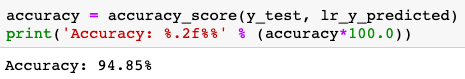 accuracy = accuracy_score(y_test, lr_y_predicted)
print('Accuracy: %.2f%%' % (accuracy*100.0))
Accuracy: 94.85%